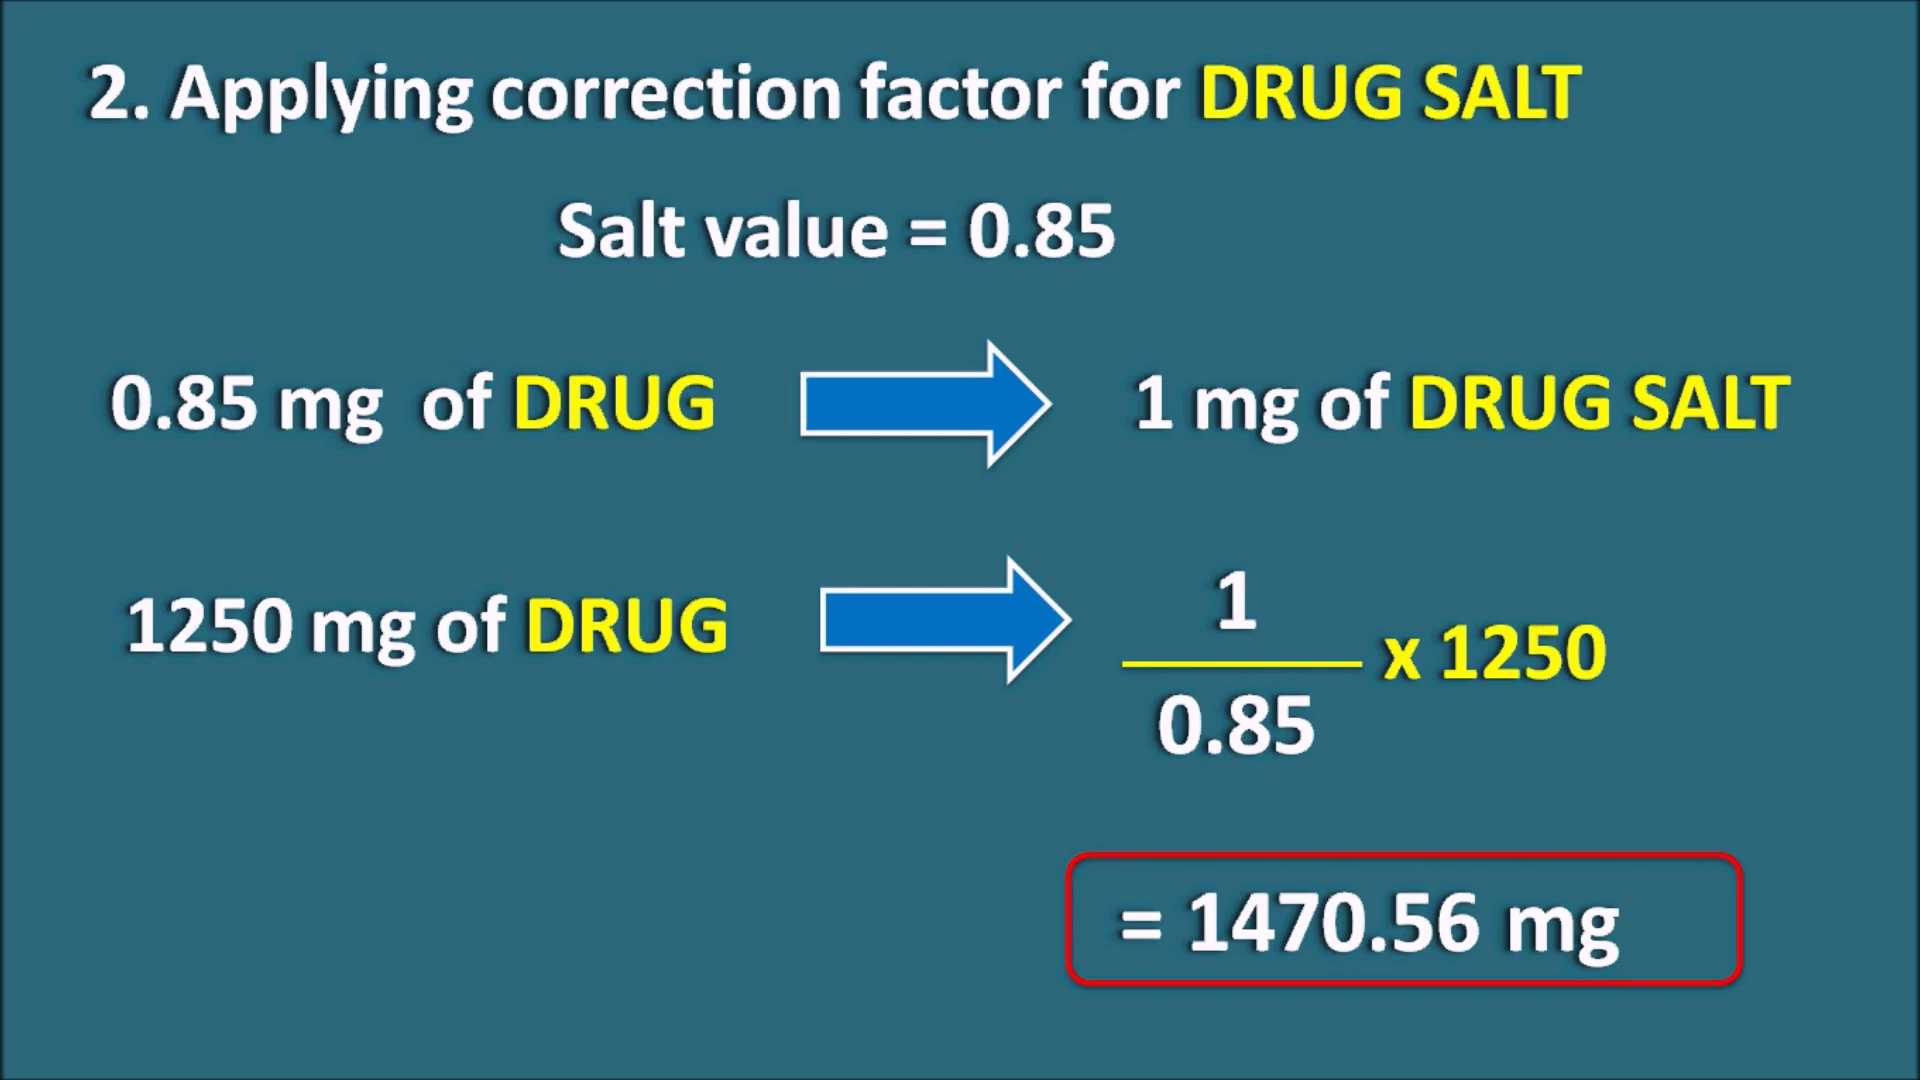 2. Applying correction factor for DRUG SALT
Salt value = 0.85
0.85 mg of DRUG
1 mg of DRUG SALT
1250 mg of DRUG
1
0.85
x 1250
= 1470.56 mg